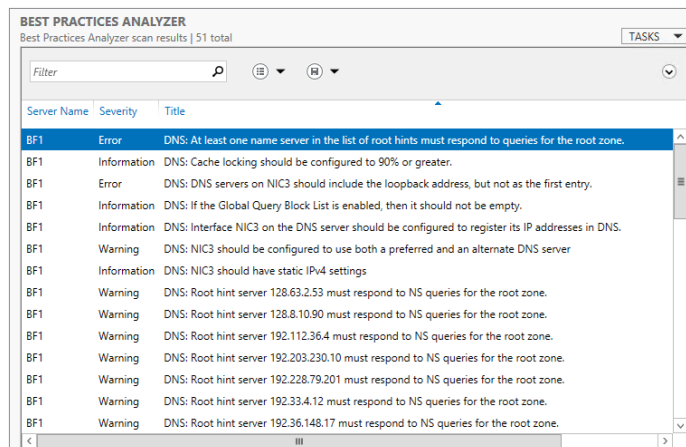 BEST PRACTICES ANALYZER
Best Practices Analyzer scan results | 51 total
TASKS
Filter
Server Name Severity Title
BF1 Error DNS: At least one name server in the list of root hints must respond to queries for the root zone.
BF1 Information DNS: Cache locking should be configured to 90% or greater.
BF1 Error DNS: DNS servers on NIC3 should include the loopback address, but not as the first entry.
BF1 Information DNS: If the Global Query Block List is enabled, then it should not be empty.
BF1 Information DNS: Interface NIC3 on the DNS server should be configured to register its IP addresses in DNS.
BF1 Warning DNS: NIC3 should be configured to use both a preferred and an alternate DNS server
BF1 Information DNS: NIC3 should have static IPv4 settings
BF1 Warning DNS: Root hint server 128.63.2.53 must respond to NS queries for the root zone.
BF1 Warning DNS: Root hint server 128.8.10.90 must respond to NS queries for the root zone.
BF1 Warning DNS: Root hint server 192.112.36.4 must respond to NS queries for the root zone.
BF1 Warning DNS: Root hint server 192.203.230.10 must respond to NS queries for the root zone.
BF1 Warning DNS: Root hint server 192.228.79.201 must respond to NS queries for the root zone.
BF1 Warning DNS: Root hint server 192.33.4.12 must respond to NS queries for the root zone.
BF1 Warning DNS: Root hint server 192.36.148.17 must respond to NS queries for the root zone.